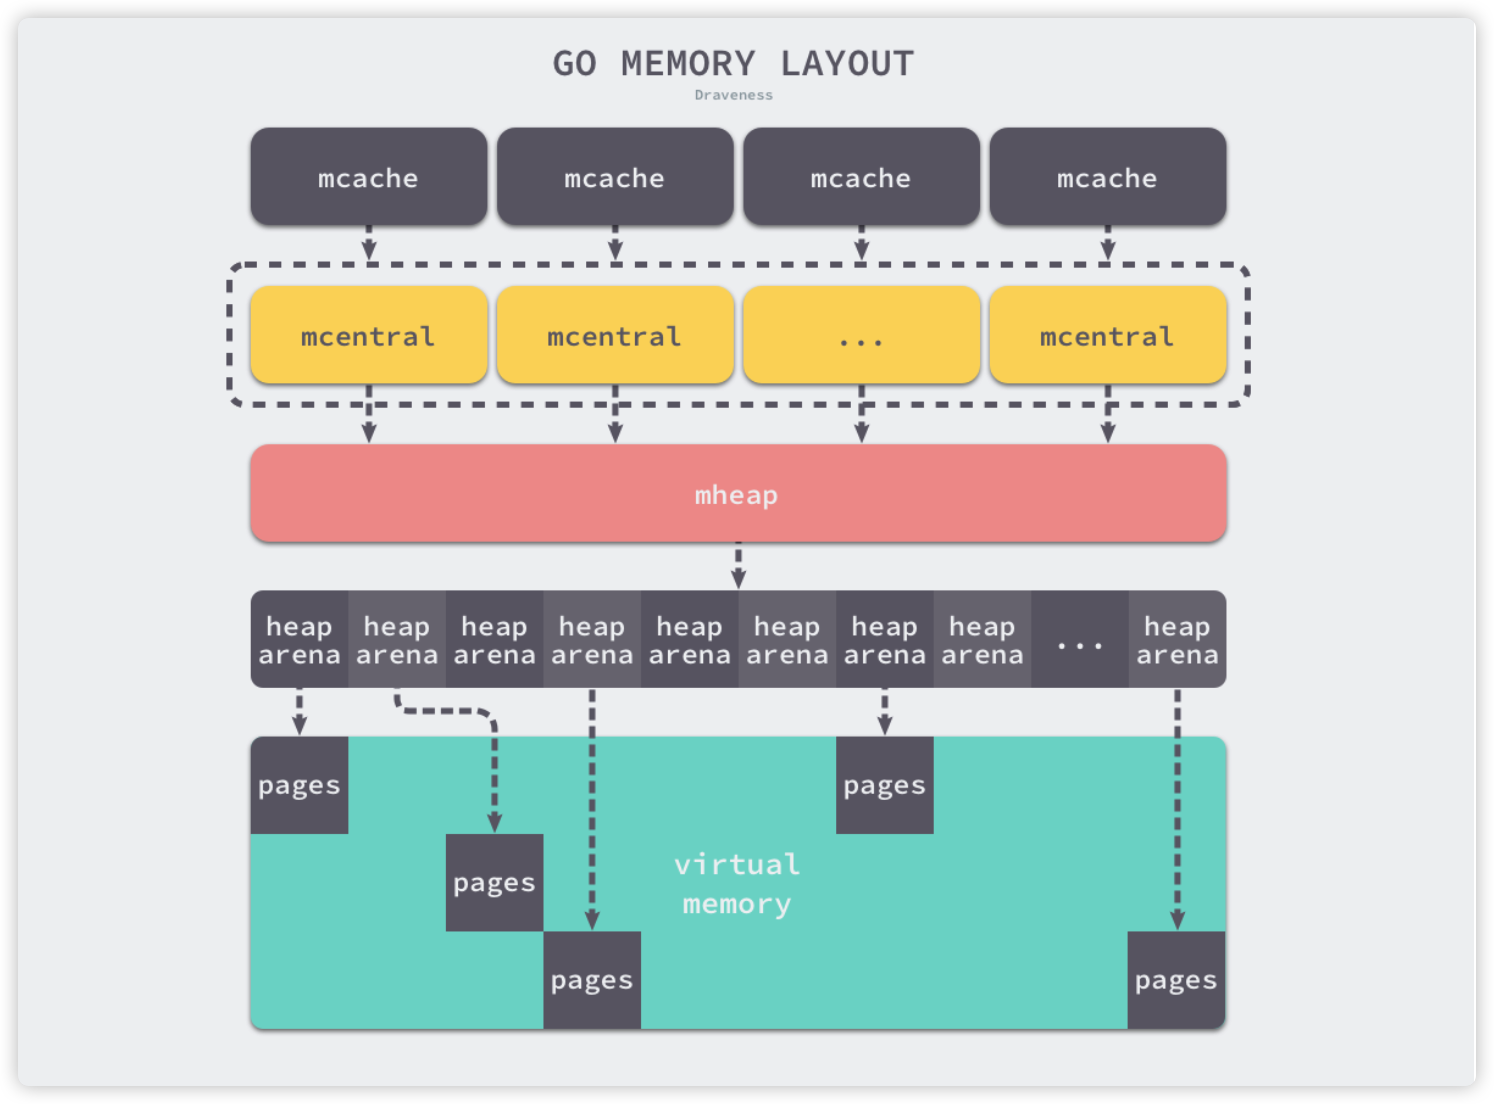 GO MEMORY LAYOUT
Draveness
mcache mcache mcache mcache
mcentral mcentral ... mcentral
mheap
heap heap heap heap heap heap heap heap ... heap
arena arena arena arena arena arena arena arena arena
pages pages
virtual
pages
memory
pages pages